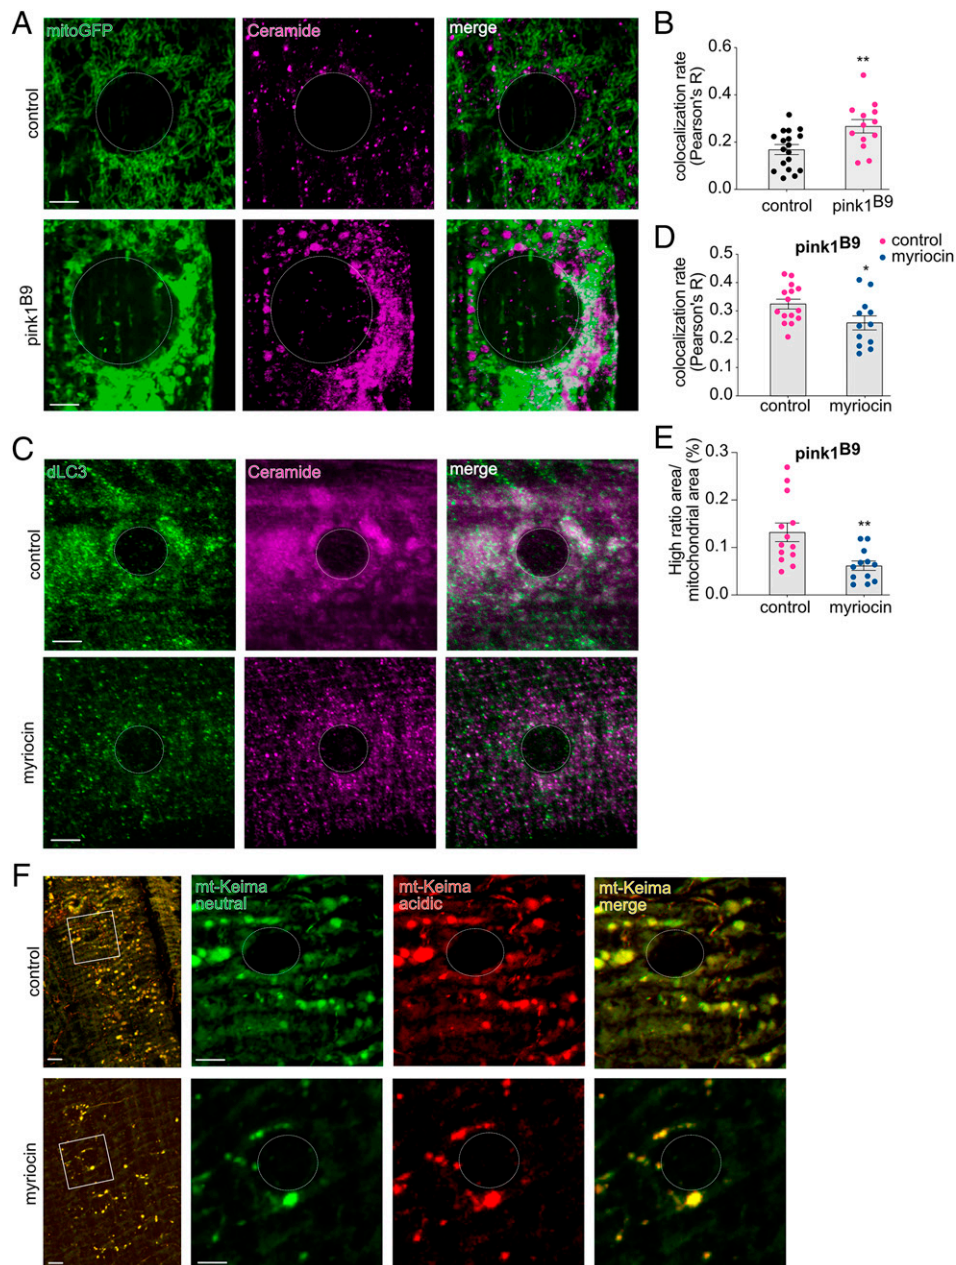 A
mitoGFP
Ceramide
merge
control
pink1B9
B
colocalization rate
(Pearson's R)
0.6
0.4
0.2
0.0
**
control
pink1B9
D
pink1B9
control
myriocin
colocalization rate
(Pearson's R)
0.5
0.4
0.3
0.2
0.1
0.0
*
control
myriocin
C
dLC3
Ceramide
merge
control
myriocin
E
pink1B9
High ratio area/
mitochondrial area (%)
0.3
0.2
0.1
0.0
**
control
myriocin
F
mt-Keima
neutral
mt-Keima
acidic
mt-Keima
merge
control
myriocin